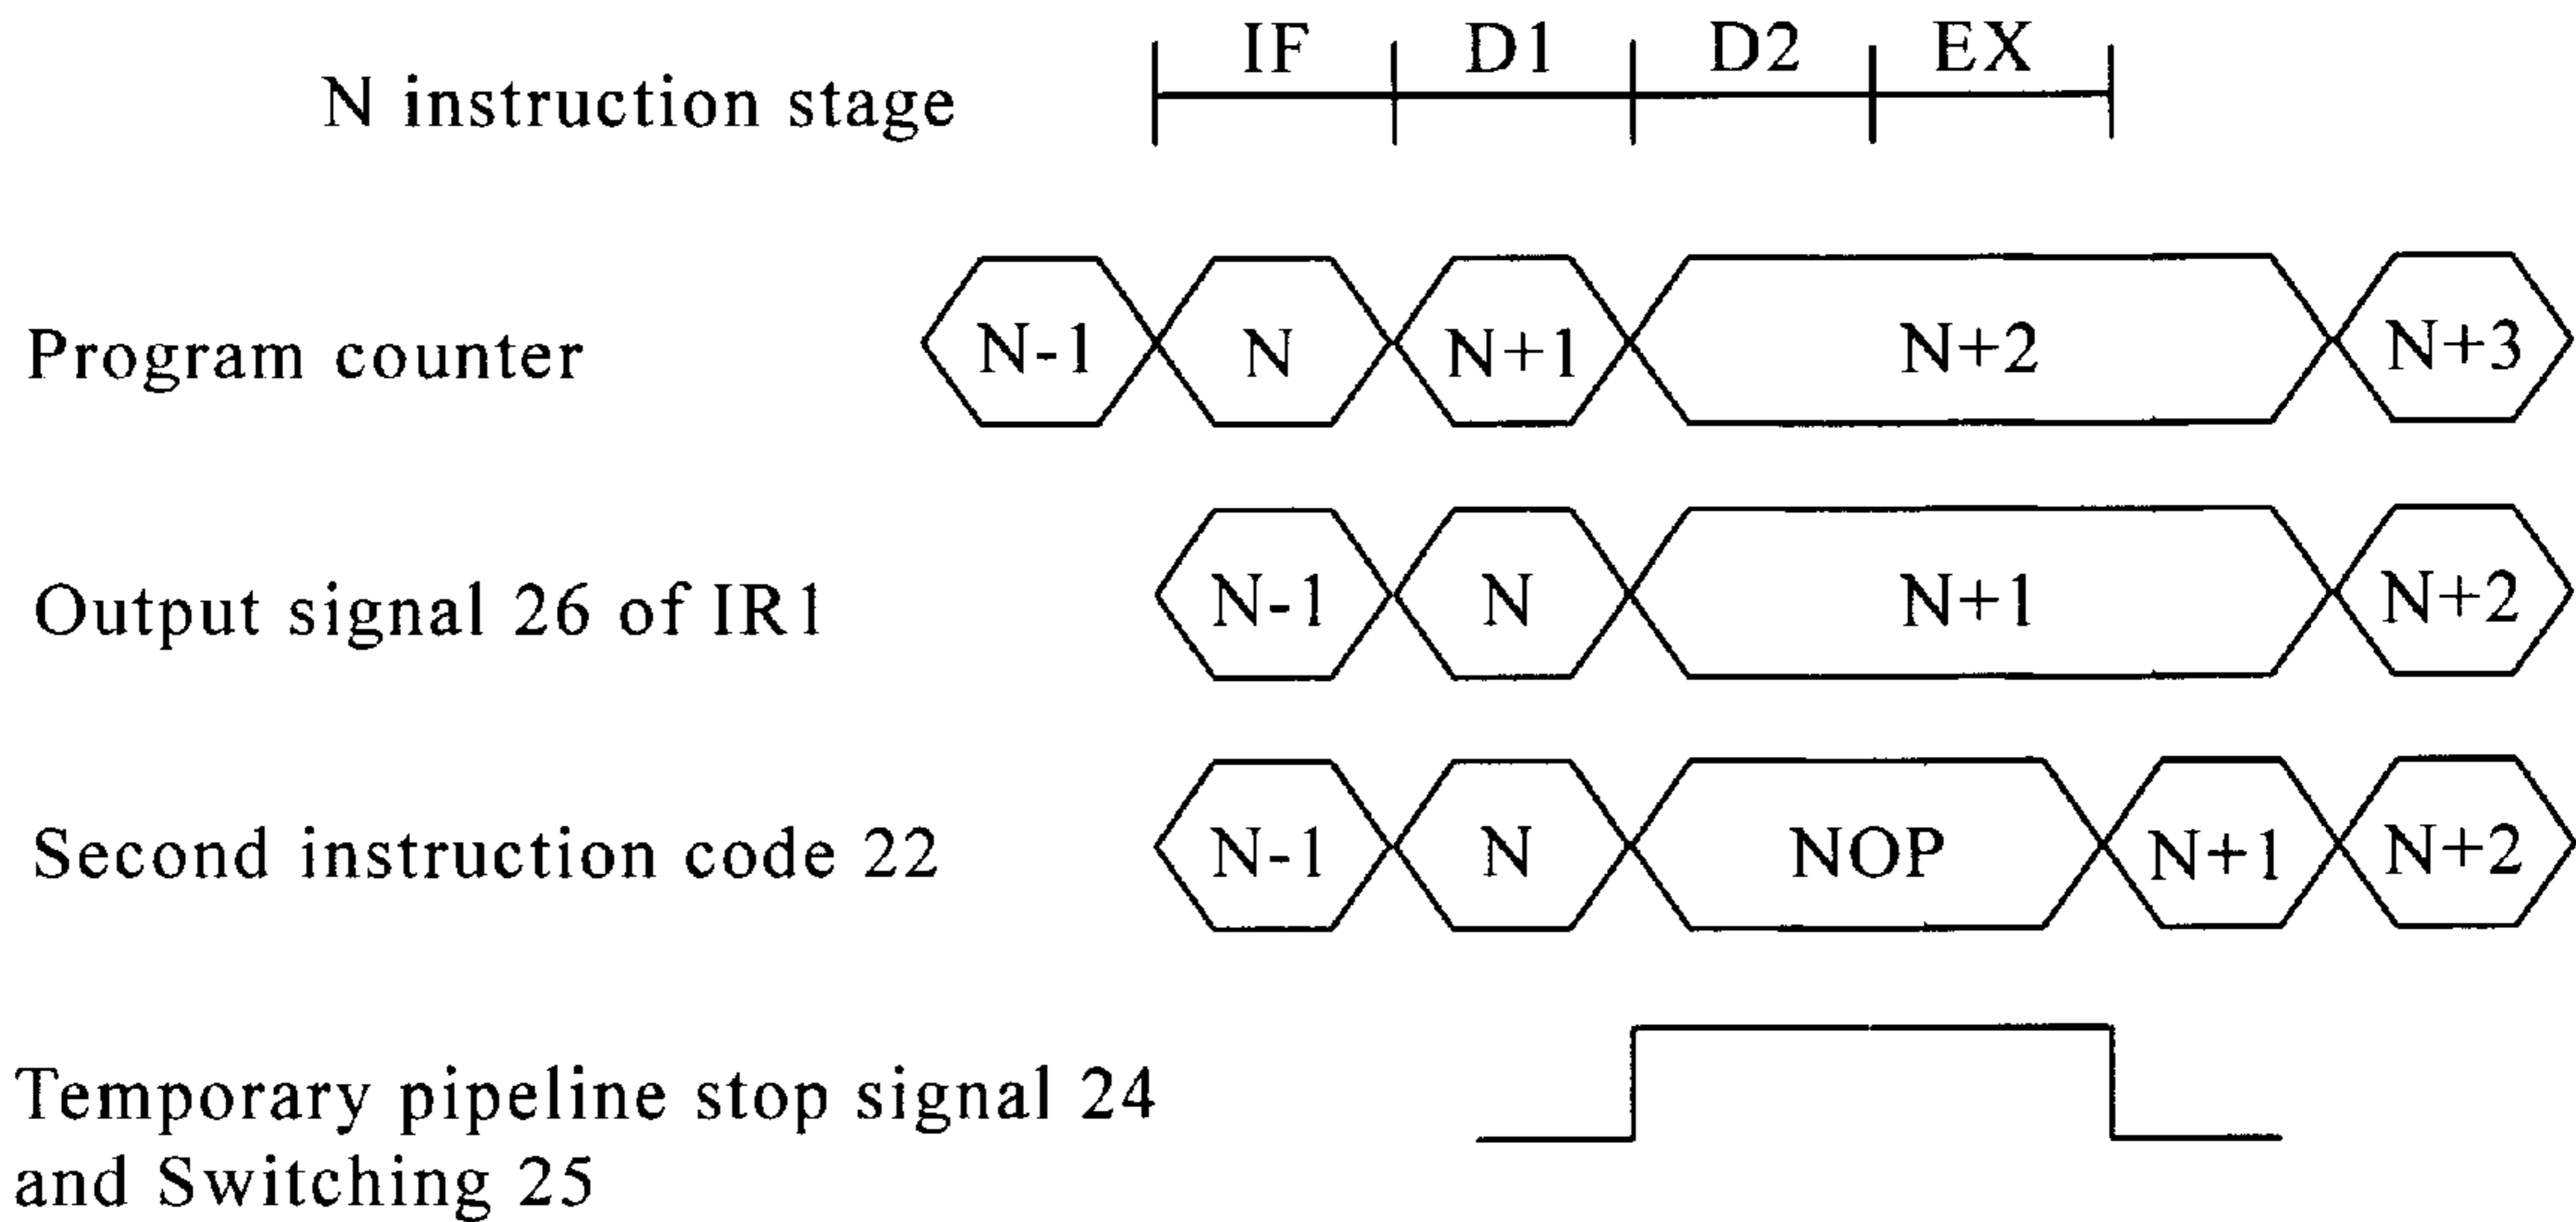 IF D1 D2 EX
N instruction stage
Program counter N-1 N N+1 N+2 N+3
Output signal 26 of IR1 N-1 N N+1 N+2
Second instruction code 22 N-1 N NOP N+1 N+2
Temporary pipeline stop signal 24
and Switching 25